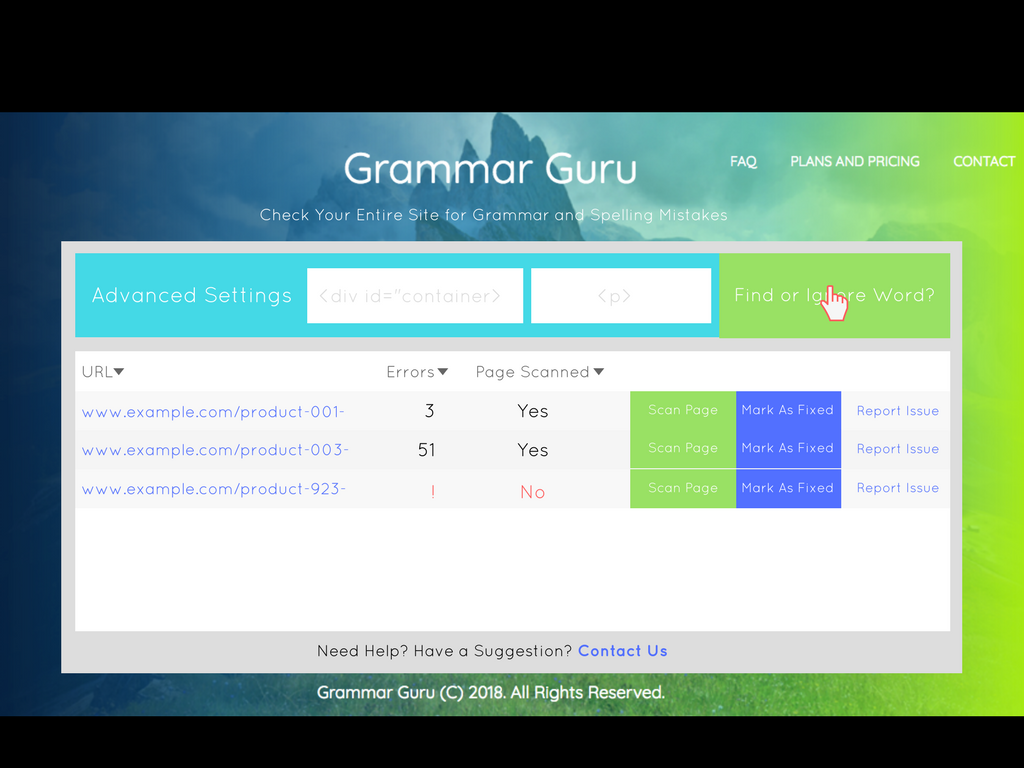 Grammar Guru
FAQ PLANS AND PRICING CONTACT
Check Your Entire Site for Grammar and Spelling Mistakes
Advanced Settings <div id="container> <p> Find or Ignore Word?
URL Errors Page Scanned
www.example.com/product-001- 3 Yes Scan Page Mark As Fixed Report Issue
www.example.com/product-003- 51 Yes Scan Page Mark As Fixed Report Issue
www.example.com/product-923- ! No Scan Page Mark As Fixed Report Issue
Need Help? Have a Suggestion? Contact Us
Grammar Guru (C) 2018. All Rights Reserved.